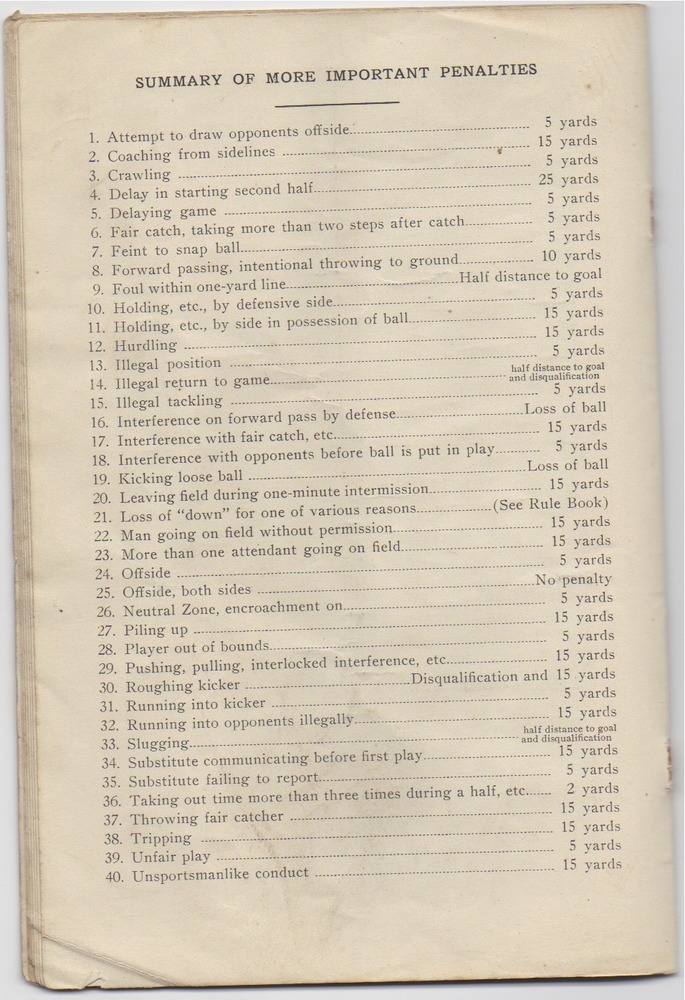 SUMMARY OF MORE IMPORTANT PENALTIES
1. Attempt to draw opponents offside 5 yards
2. Coaching from sidelines 15 yards
3. Crawling 5 yards
4. Delay in starting second half 25 yards
5. Delaying game 5 yards
6. Fair catch, taking more than two steps after catch 5 yards
7. Feint to snap ball 5 yards
8. Forward passing, intentional throwing to ground 10 yards
9. Foul within one-yard line Half distance to goal
10. Holding, etc., by defensive side 5 yards
11. Holding, etc., by side in possession of ball 15 yards
12. Hurdling 15 yards
13. Illegal position 5 yards
14. Illegal return to game half distance to goal
and disqualification
15. Illegal tackling 5 yards
16. Interference on forward pass by defense Loss of ball
17. Interference with fair catch, etc. 15 yards
18. Interference with opponents before ball is put in play 5 yards
19. Kicking loose ball Loss of ball
20. Leaving field during one-minute intermission 15 yards
21. Loss of "down" for one of various reasons (See Rule Book)
22. Man going on field without permission 15 yards
23. More than one attendant going on field 15 yards
24. Offside 5 yards
25. Offside, both sides No penalty
26. Neutral Zone, encroachment on 5 yards
27. Piling up 15 yards
28. Player out of bounds 5 yards
29. Pushing, pulling, interlocked interference, etc. 15 yards
30. Roughing kicker Disqualification and 15 yards
31. Running into kicker 5 yards
32. Running into opponents illegally 15 yards
33. Slugging half distance to goal
and disqualification
34. Substitute communicating before first play 15 yards
35. Substitute failing to report 5 yards
36. Taking out time more than three times during a half, etc. 2 yards
37. Throwing fair catcher 15 yards
38. Tripping 15 yards
39. Unfair play 5 yards
40. Unsportsmanlike conduct 15 yards